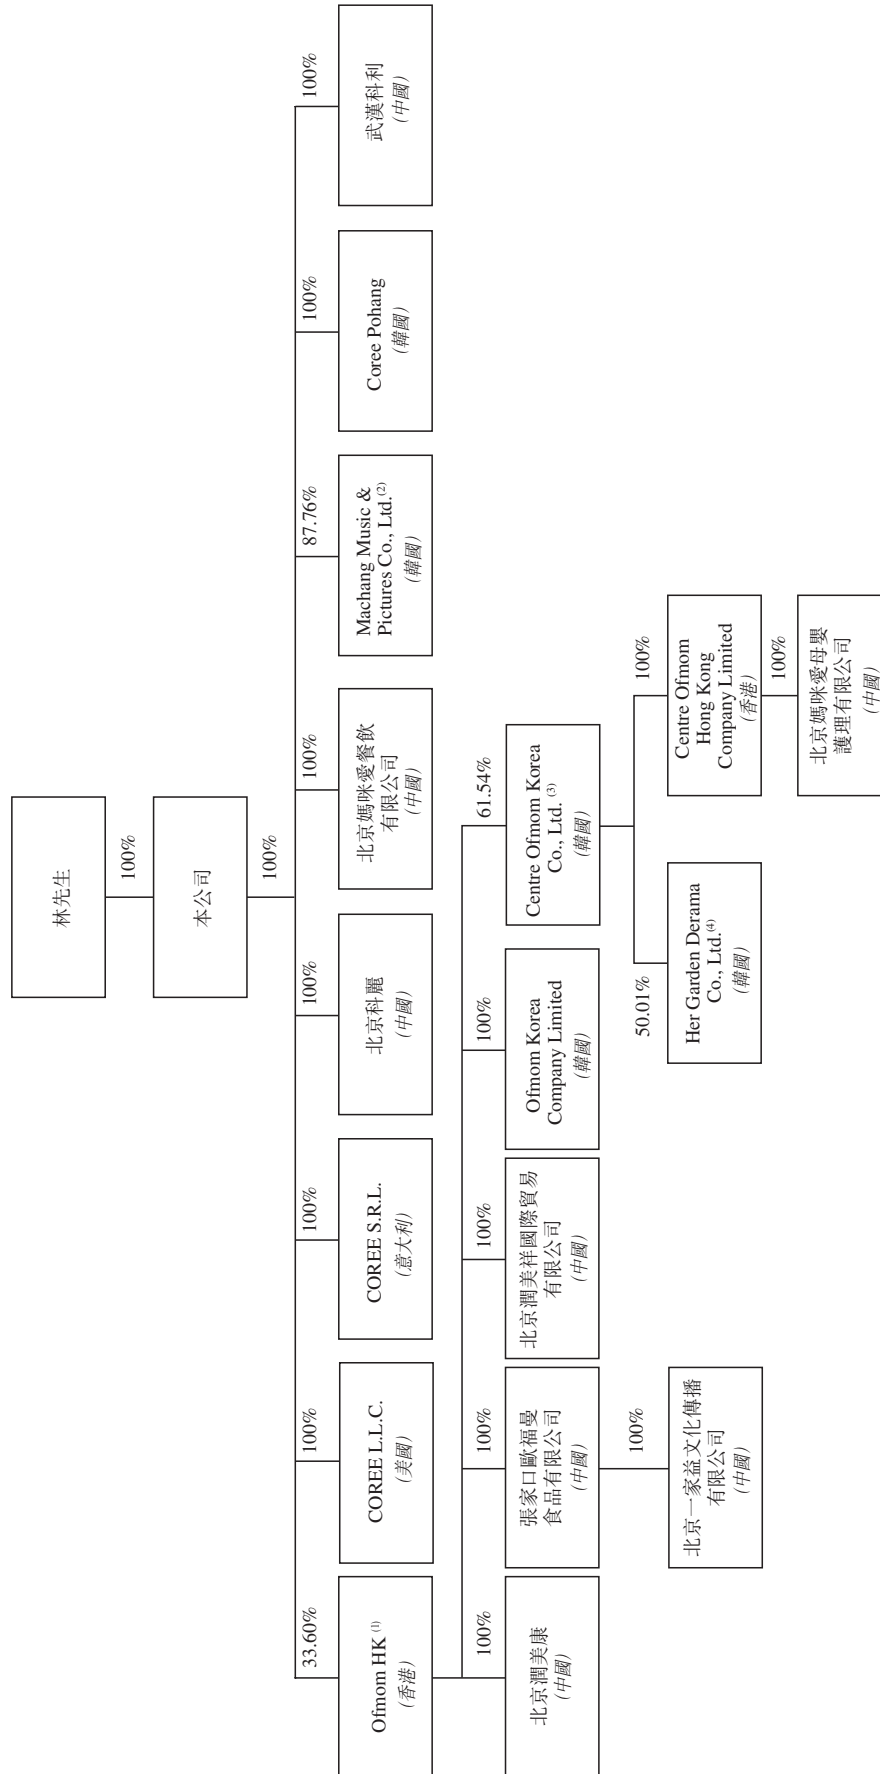 林先生
100%
本公司
100%
33.60%
100%
100%
100%
100%
87.76%
100%
100%
Ofmom HK (1)
(香港)
COREE L.L.C.
(美國)
COREE S.R.L.
(意大利)
北京科麗
(中國)
北京媽咪愛餐飲
有限公司
(中國)
Machang Music &
Pictures Co., Ltd.(2)
(韓國)
Coree Pohang
(韓國)
武漢科利
(中國)
100%
100%
100%
100%
61.54%
北京潤美康
(中國)
張家口歐福曼
食品有限公司
(中國)
北京潤美祥國際貿易
有限公司
(中國)
Ofmom Korea
Company Limited
(韓國)
Centre Ofmom Korea
Co., Ltd. (3)
(韓國)
100%
50.01%
100%
北京一家益文化傳播
有限公司
(中國)
Her Garden Derama
Co., Ltd.(4)
(韓國)
Centre Ofmom
Hong Kong
Company Limited
(香港)
100%
北京媽咪愛母嬰
護理有限公司
(中國)